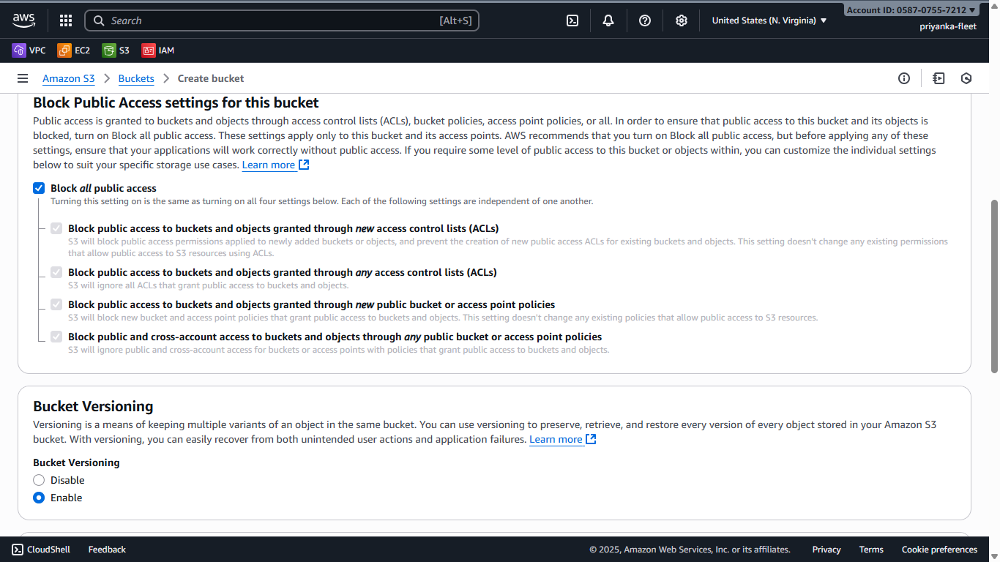 aws
Search
[Alt+S]
United States (N. Virginia)
Account ID: 0587-0755-7212
priyanka-fleet
VPC
EC2
S3
IAM
Amazon S3
Buckets
Create bucket
Block Public Access settings for this bucket
Public access is granted to buckets and objects through access control lists (ACLs), bucket policies, access point policies, or all. In order to ensure that public access to this bucket and its objects is
blocked, turn on Block all public access. These settings apply only to this bucket and its access points. AWS recommends that you turn on Block all public access, but before applying any of these
settings, ensure that your applications will work correctly without public access. If you require some level of public access to this bucket or objects within, you can customize the individual settings
below to suit your specific storage use cases. Learn more
Block all public access
Turning this setting on is the same as turning on all four settings below. Each of the following settings are independent of one another.
Block public access to buckets and objects granted through new access control lists (ACLs)
S3 will block public access permissions applied to newly added buckets or objects, and prevent the creation of new public access ACLs for existing buckets and objects. This setting doesn't change any existing permissions
that allow public access to S3 resources using ACLs.
Block public access to buckets and objects granted through any access control lists (ACLs)
S3 will ignore all ACLs that grant public access to buckets and objects.
Block public access to buckets and objects granted through new public bucket or access point policies
S3 will block new bucket and access point policies that grant public access to buckets and objects. This setting doesn't change any existing policies that allow public access to S3 resources.
Block public and cross-account access to buckets and objects through any public bucket or access point policies
S3 will ignore public and cross-account access for buckets or access points with policies that grant public access to buckets and objects.
Bucket Versioning
Versioning is a means of keeping multiple variants of an object in the same bucket. You can use versioning to preserve, retrieve, and restore every version of every object stored in your Amazon S3
bucket. With versioning, you can easily recover from both unintended user actions and application failures. Learn more
Bucket Versioning
Disable
Enable
CloudShell
Feedback
© 2025, Amazon Web Services, Inc. or its affiliates.
Privacy
Terms
Cookie preferences